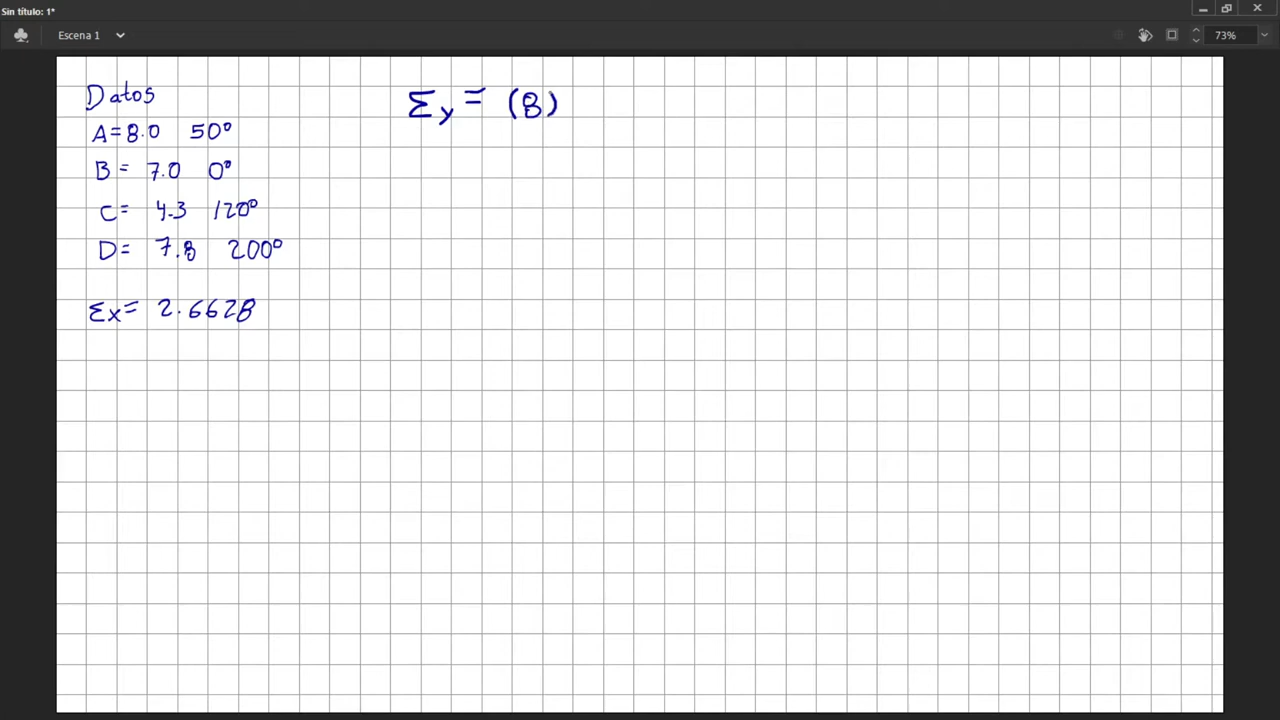 Sin título: 1*
Escena 1
73%
Datos
A=8.0 50°
B= 7.0 0°
C= 4.3 120°
D= 7.8 200°
Σx= 2.6628
Σy= (8)